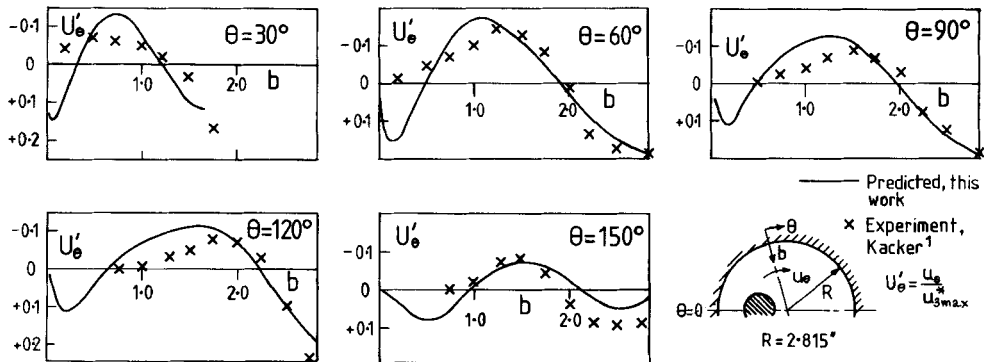 -0·1 U'ₑ θ=30°
0
1·0 2·0 b
+0·1
+0·2
-0·1 U'ₑ θ=60°
0
1·0 2·0 b
+0·1
-0·1 U'ₑ θ=90°
0
1·0 2·0 b
+0·1
-0·1 U'ₑ θ=120°
0
1·0 2·0 b
+0·1
+0·2
-0·1 U'ₑ θ=150°
0
1·0 2·0
+0·1
Predicted, this
work
× Experiment,
Kacker¹
θ
b
uθ
R
θ=0
R = 2·815"
U'θ = uθ / u*s max